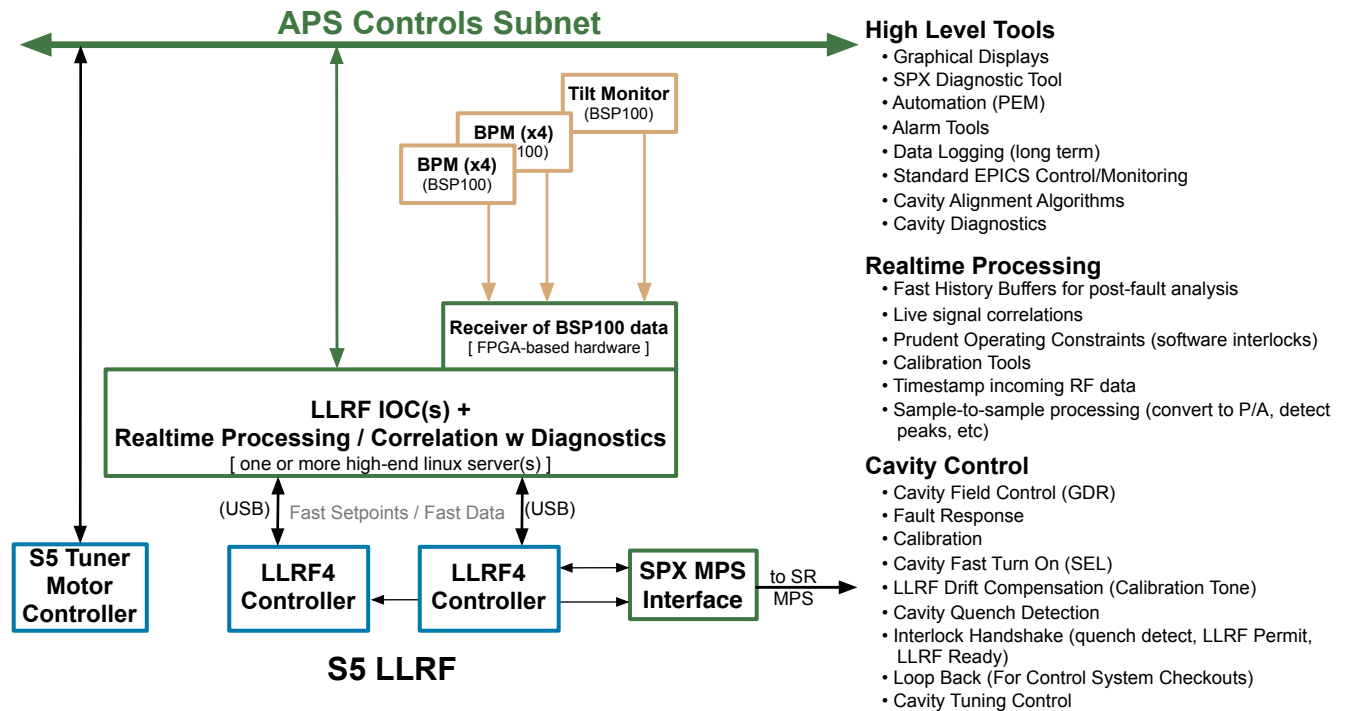 APS Controls Subnet
Tilt Monitor
(BSP100)
BPM (x4)
100)
BPM (x4)
(BSP100)
Receiver of BSP100 data
[ FPGA-based hardware ]
LLRF IOC(s) +
Realtime Processing / Correlation w Diagnostics
[ one or more high-end linux server(s) ]
(USB)
Fast Setpoints / Fast Data
(USB)
S5 Tuner
Motor
Controller
LLRF4
Controller
LLRF4
Controller
SPX MPS
Interface
to SR
MPS
S5 LLRF
High Level Tools
• Graphical Displays
• SPX Diagnostic Tool
• Automation (PEM)
• Alarm Tools
• Data Logging (long term)
• Standard EPICS Control/Monitoring
• Cavity Alignment Algorithms
• Cavity Diagnostics
Realtime Processing
• Fast History Buffers for post-fault analysis
• Live signal correlations
• Prudent Operating Constraints (software interlocks)
• Calibration Tools
• Timestamp incoming RF data
• Sample-to-sample processing (convert to P/A, detect
peaks, etc)
Cavity Control
• Cavity Field Control (GDR)
• Fault Response
• Calibration
• Cavity Fast Turn On (SEL)
• LLRF Drift Compensation (Calibration Tone)
• Cavity Quench Detection
• Interlock Handshake (quench detect, LLRF Permit,
LLRF Ready)
• Loop Back (For Control System Checkouts)
• Cavity Tuning Control